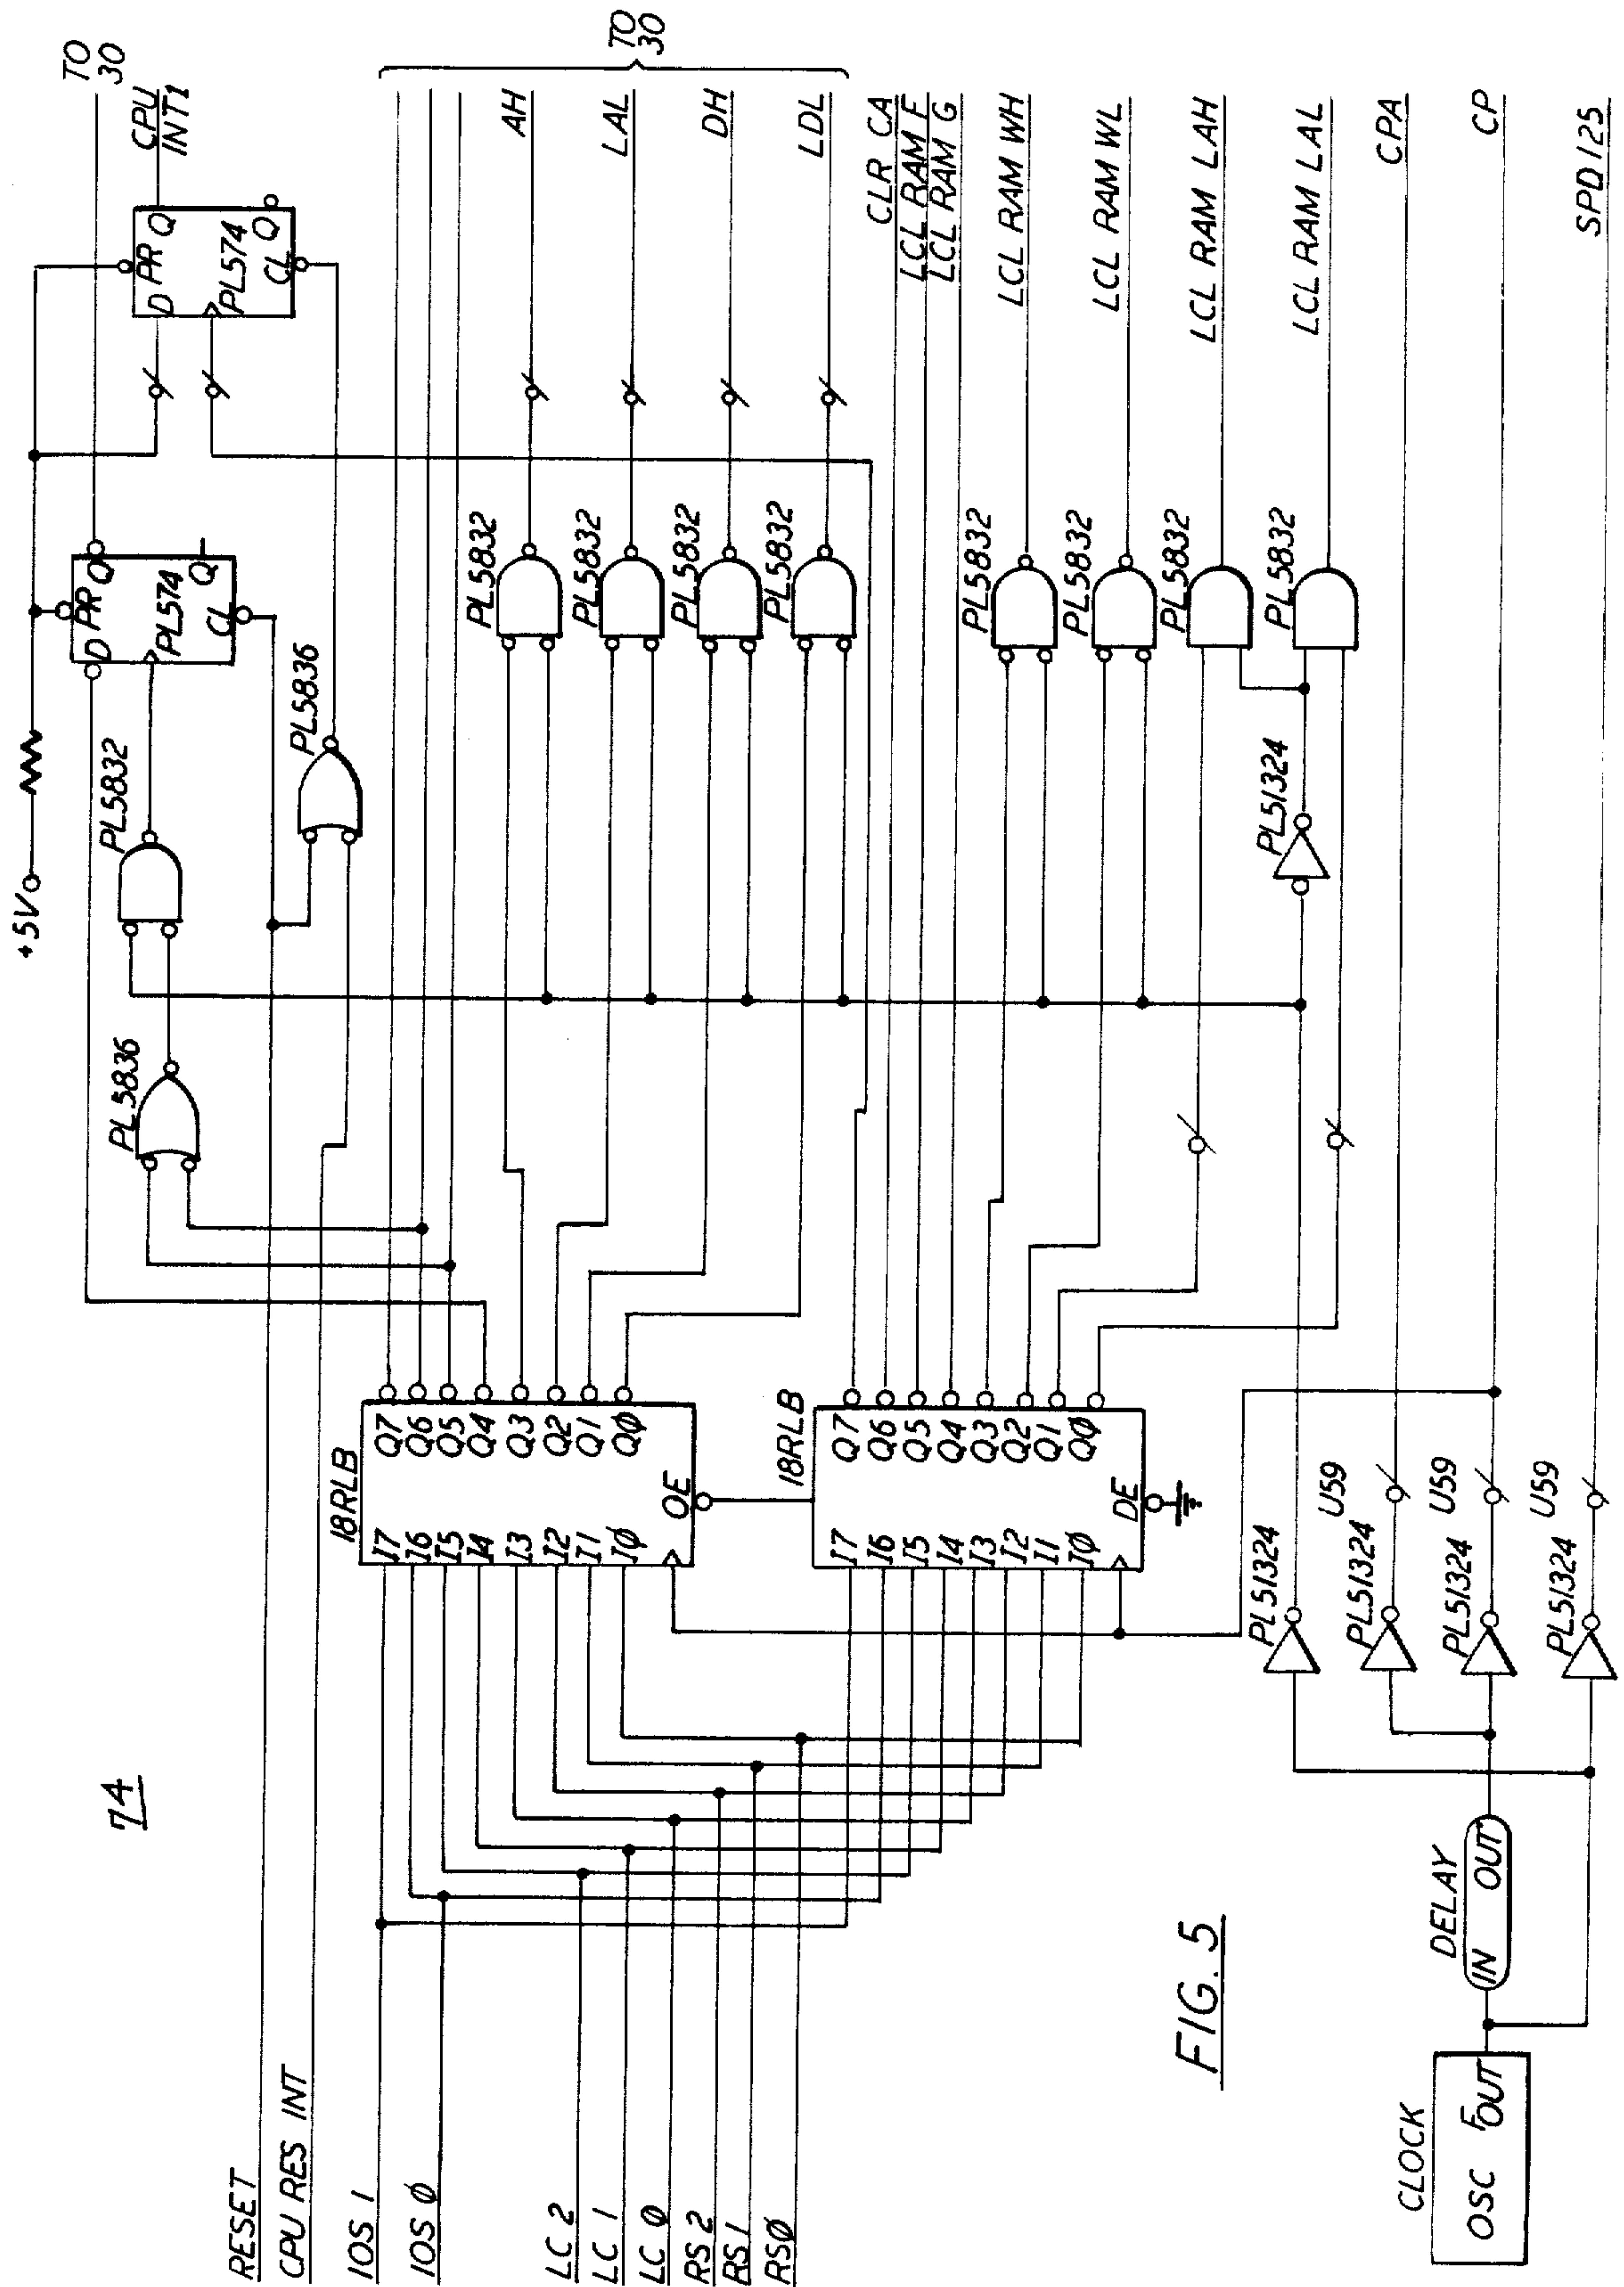 74
FIG. 5
+5V
TO
30
CPU
INT1
PL5836
PL5832
D
PR
Q
PL574
CL
Q
D
PR
Q
PL574
CL
Q
PL5836
RESET
CPU RES INT
IOS 1
IOS Ø
LC 2
LC 1
LC Ø
RS 2
RS 1
RSØ
18RLB
I7 Q7
I6 Q6
I5 Q5
I4 Q4
I3 Q3
I2 Q2
I1 Q1
IØ QØ
OE
18RLB
I7 Q7
I6 Q6
I5 Q5
I4 Q4
I3 Q3
I2 Q2
I1 Q1
IØ QØ
DE
PL5832
PL5832
PL5832
PL5832
TO
30
AH
LAL
DH
LDL
CLR CA
LCL RAM F
LCL RAM G
PL5832
LCL RAM WH
PL5832
LCL RAM WL
PL5832
LCL RAM LAH
PL5832
LCL RAM LAL
PL51324
PL51324
PL51324
U59
CPA
PL51324
U59
CP
PL51324
U59
SPD125
CLOCK
OSC FOUT
DELAY
IN OUT